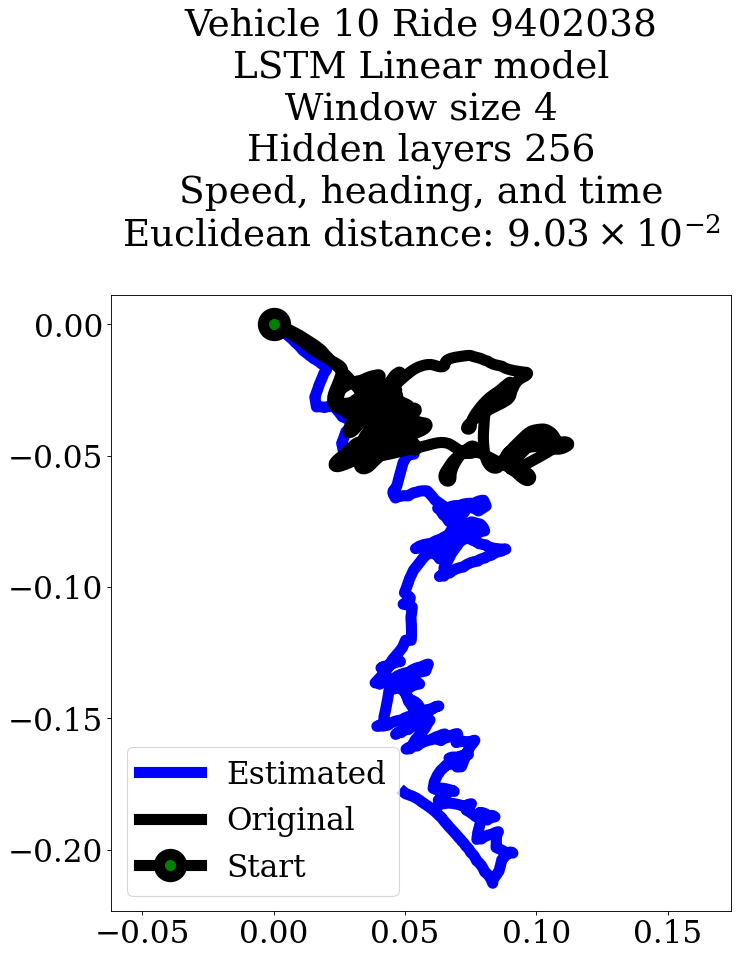 Vehicle 10 Ride 9402038
LSTM Linear model
Window size 4
Hidden layers 256
Speed, heading, and time
Euclidean distance: 9.03 × 10⁻²
0.00
−0.05
−0.10
−0.15
−0.20
Estimated
Original
Start
−0.05 0.00 0.05 0.10 0.15